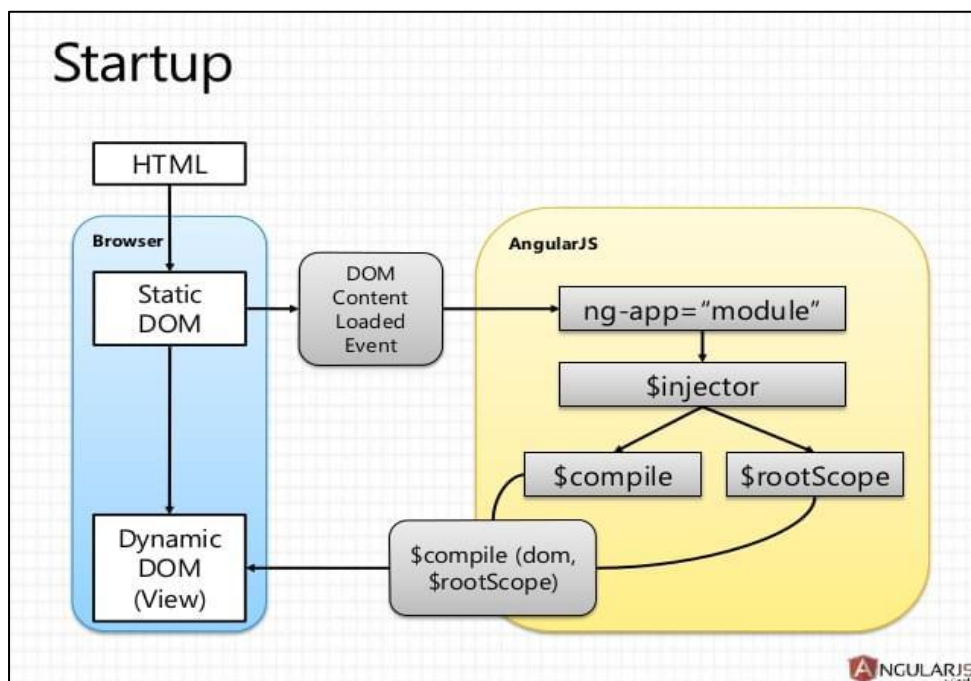 Startup
HTML
Browser
Static
DOM
DOM
Content
Loaded
Event
AngularJS
ng-app=“module”
$injector
$compile
$rootScope
Dynamic
DOM
(View)
$compile (dom,
$rootScope)
ANGULARJS